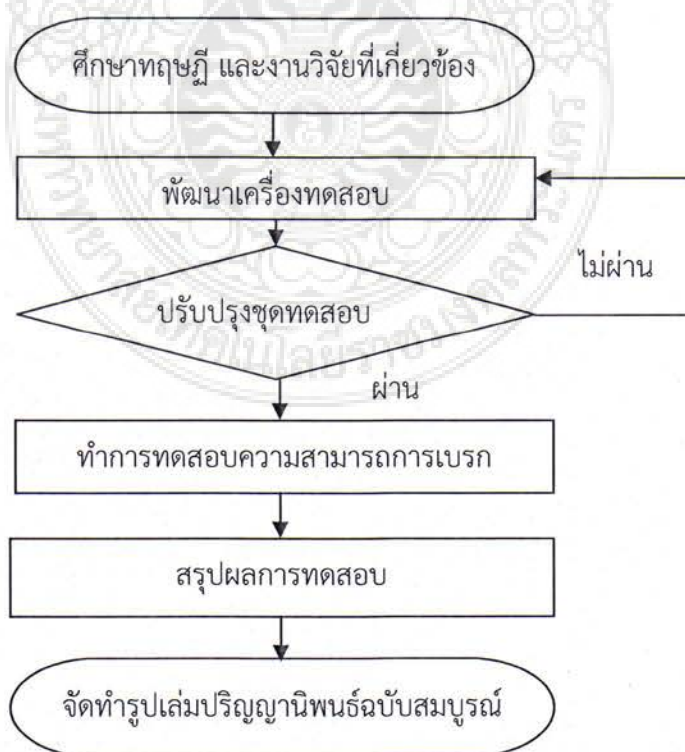 ศึกษาทฤษฎี และงานวิจัยที่เกี่ยวข้อง
พัฒนาเครื่องทดสอบ
ไม่ผ่าน
ปรับปรุงชุดทดสอบ
ผ่าน
ทำการทดสอบความสามารถการเบรก
สรุปผลการทดสอบ
จัดทำรูปเล่มปริญญานิพนธ์ฉบับสมบูรณ์